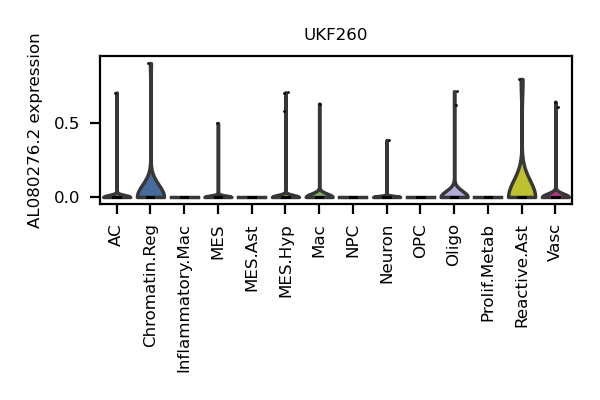 UKF260
AL080276.2 expression
0.5
0.0
AC
Chromatin.Reg
Inflammatory.Mac
MES
MES.Ast
MES.Hyp
Mac
NPC
Neuron
OPC
Oligo
Prolif.Metab
Reactive.Ast
Vasc